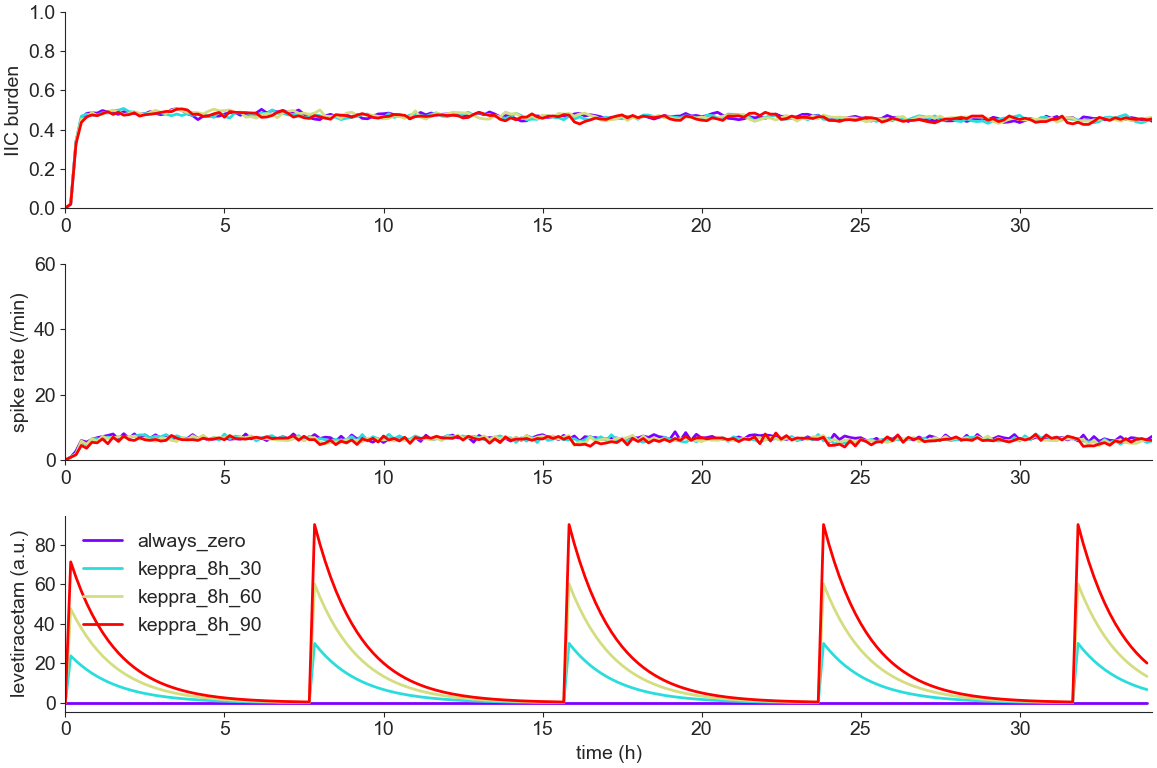 1.0
0.8
0.6
0.4
0.2
0.0
IIC burden
0 5 10 15 20 25 30
60
40
20
0
spike rate (/min)
0 5 10 15 20 25 30
80
60
40
20
0
levetiracetam (a.u.)
always_zero
keppra_8h_30
keppra_8h_60
keppra_8h_90
0 5 10 15 20 25 30
time (h)